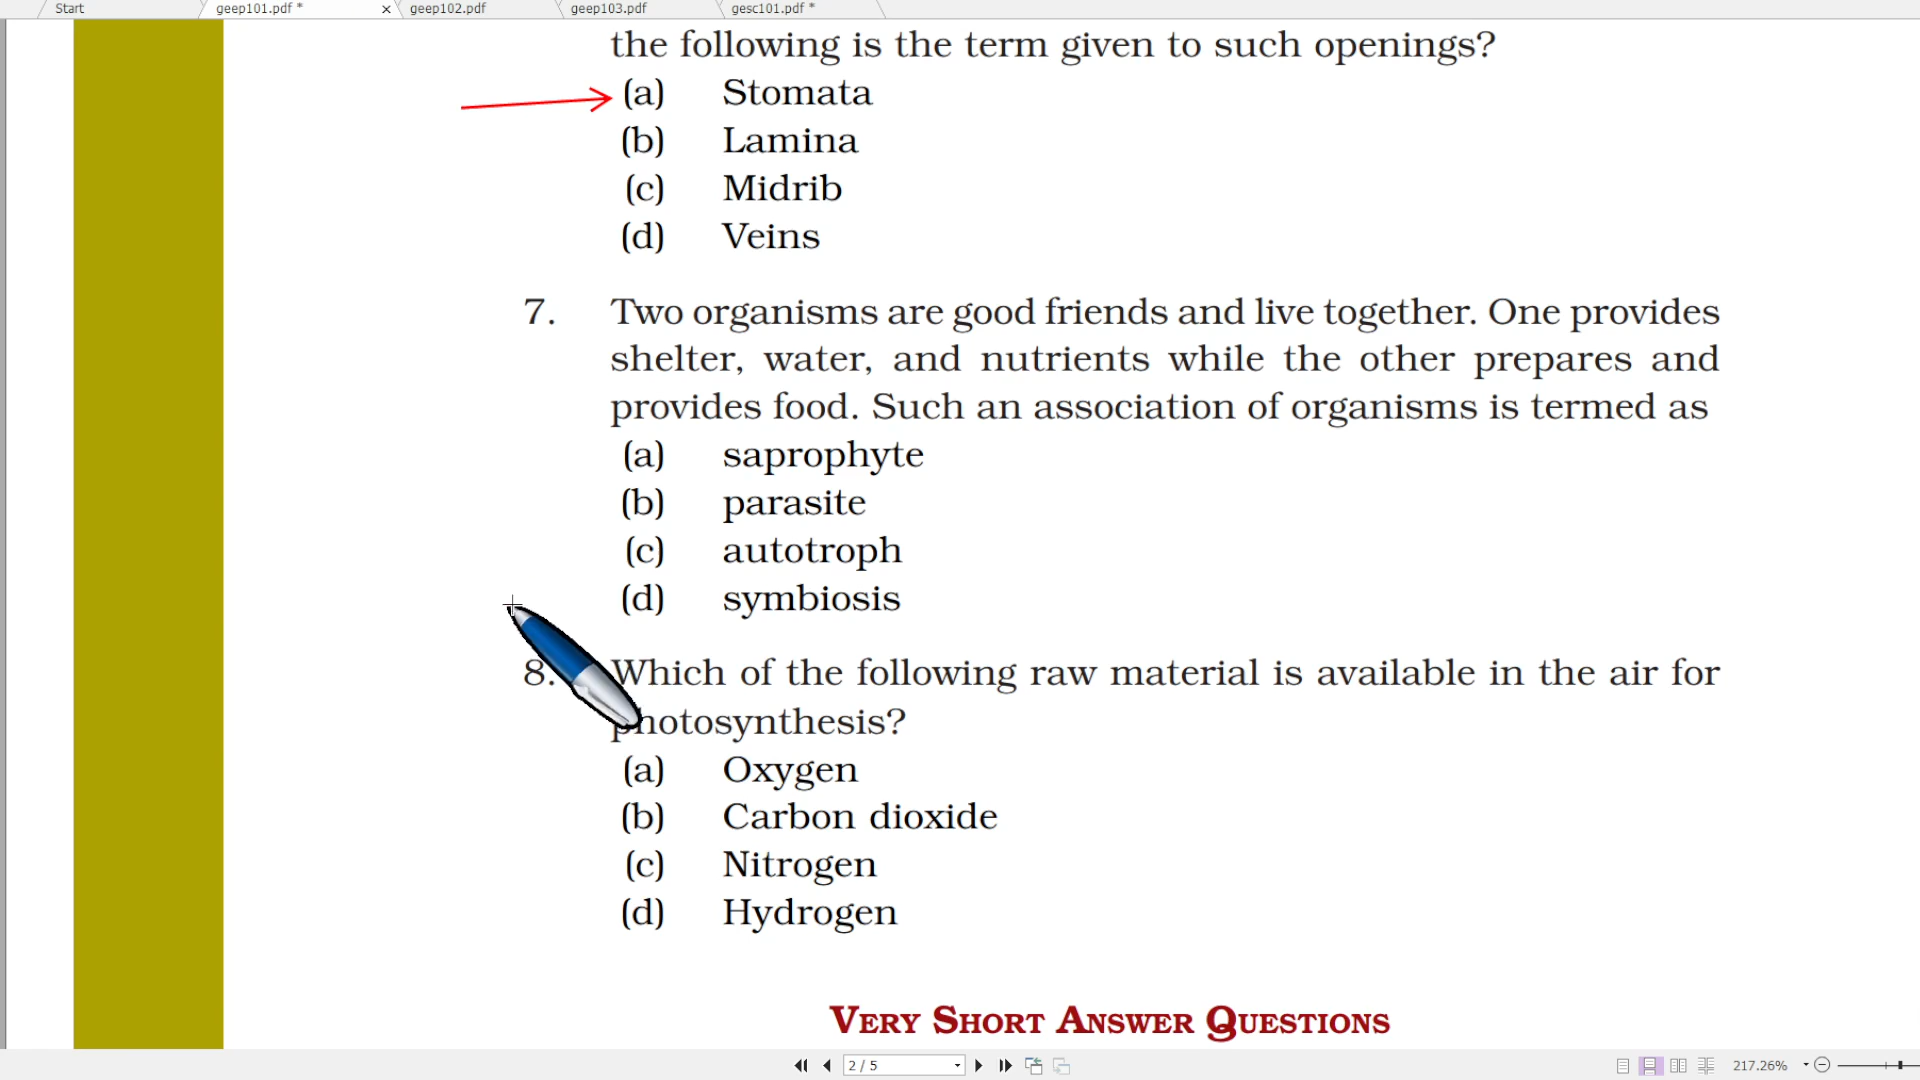 Start
geep101.pdf *
geep102.pdf
geep103.pdf
gesc101.pdf *
the following is the term given to such openings?
(a) Stomata
(b) Lamina
(c) Midrib
(d) Veins
7. Two organisms are good friends and live together. One provides
shelter, water, and nutrients while the other prepares and
provides food. Such an association of organisms is termed as
(a) saprophyte
(b) parasite
(c) autotroph
(d) symbiosis
8. Which of the following raw material is available in the air for
photosynthesis?
(a) Oxygen
(b) Carbon dioxide
(c) Nitrogen
(d) Hydrogen
VERY SHORT ANSWER QUESTIONS
2 / 5
217.26%